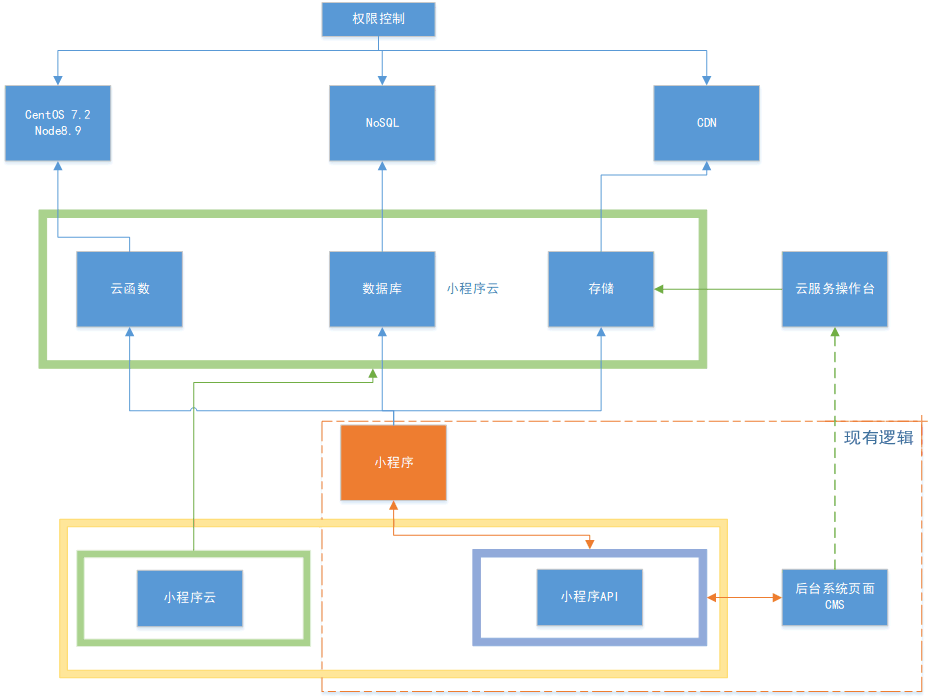 权限控制
CentOS 7.2
Node8.9
NoSQL
CDN
云函数
数据库
小程序云
存储
云服务操作台
现有逻辑
小程序
小程序云
小程序API
后台系统页面
CMS